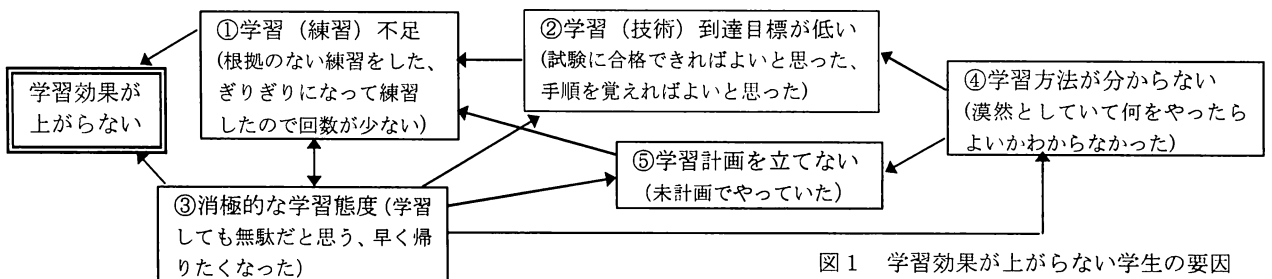 学習効果が
上がらない
①学習（練習）不足
(根拠のない練習をした、
ぎりぎりになって練習
したので回数が少ない)
②学習（技術）到達目標が低い
(試験に合格できればよいと思った、
手順を覚えればよいと思った)
④学習方法が分からない
(漠然としていて何をやったら
よいかわからなかった)
⑤学習計画を立てない
(未計画でやっていた)
③消極的な学習態度(学習
しても無駄だと思う、早く帰
りたくなった)
図1　学習効果が上がらない学生の要因